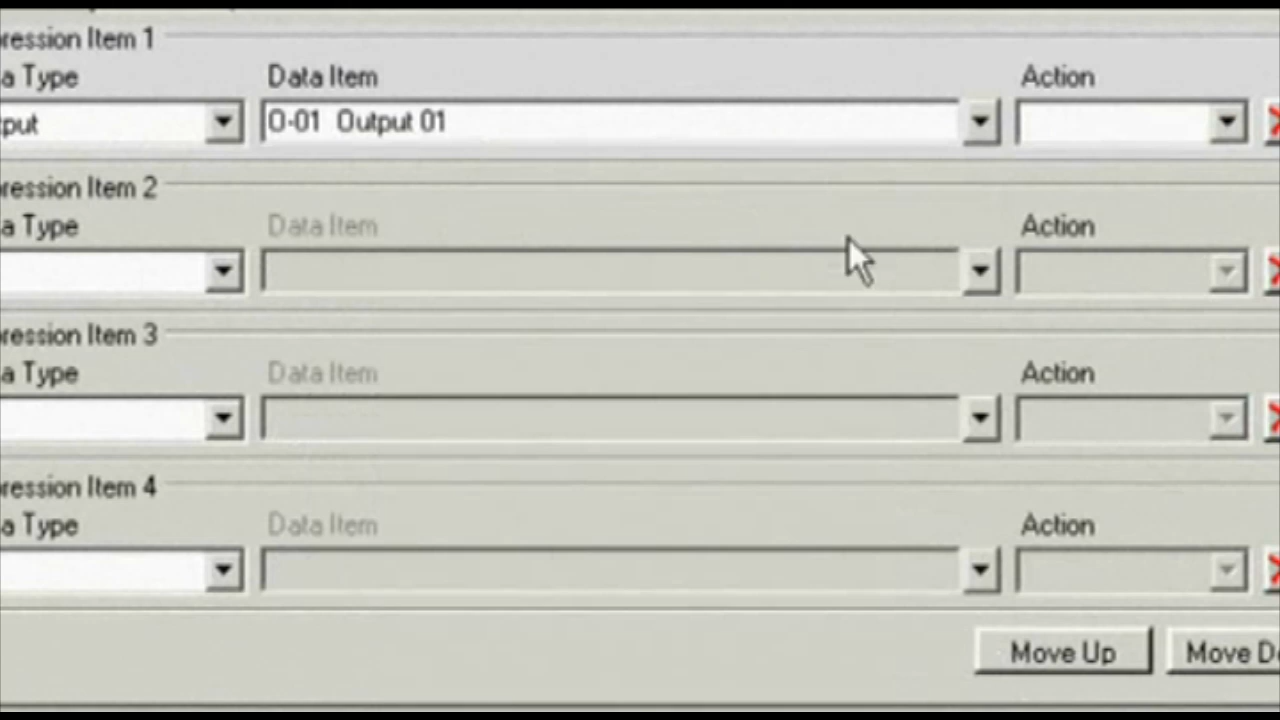 ression Item 1
a Type Data Item Action
put O-01 Output 01
ression Item 2
a Type Data Item Action
ression Item 3
a Type Data Item Action
ression Item 4
a Type Data Item Action
Move Up Move D